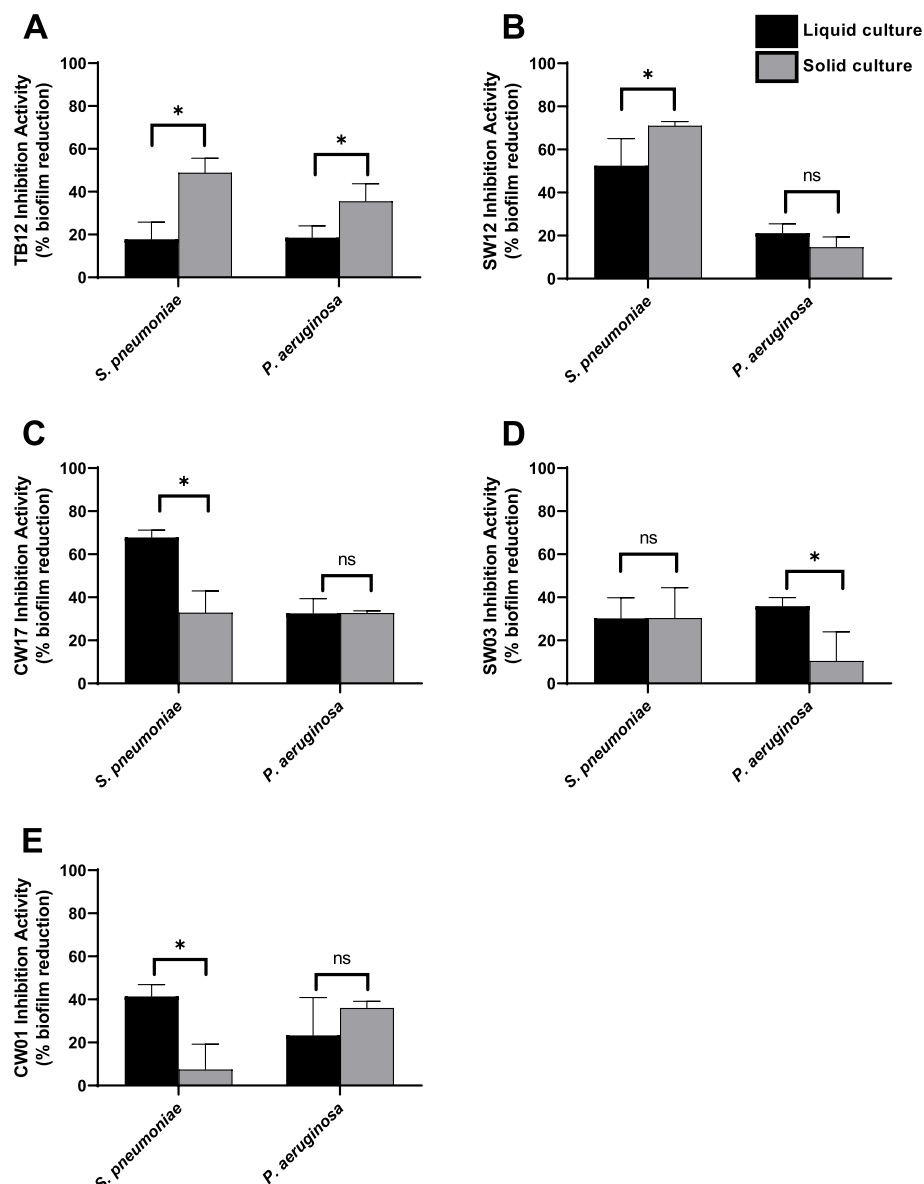 A
TB12 Inhibition Activity
(% biofilm reduction)
100
80
60
40
20
0
*
*
S. pneumoniae
P. aeruginosa
B
Liquid culture
Solid culture
SW12 Inhibition Activity
(% biofilm reduction)
100
80
60
40
20
0
*
ns
S. pneumoniae
P. aeruginosa
C
CW17 Inhibition Activity
(% biofilm reduction)
100
80
60
40
20
0
*
ns
S. pneumoniae
P. aeruginosa
D
SW03 Inhibition Activity
(% biofilm reduction)
100
80
60
40
20
0
ns
*
S. pneumoniae
P. aeruginosa
E
CW01 Inhibition Activity
(% biofilm reduction)
100
80
60
40
20
0
*
ns
S. pneumoniae
P. aeruginosa